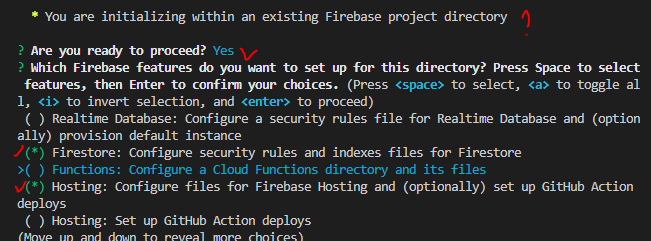 * You are initializing within an existing Firebase project directory ?
? Are you ready to proceed? Yes
? Which Firebase features do you want to set up for this directory? Press Space to select
features, then Enter to confirm your choices. (Press <space> to select, <a> to toggle al
l, <i> to invert selection, and <enter> to proceed)
( ) Realtime Database: Configure a security rules file for Realtime Database and (option
ally) provision default instance
(*) Firestore: Configure security rules and indexes files for Firestore
>( ) Functions: Configure a Cloud Functions directory and its files
(*) Hosting: Configure files for Firebase Hosting and (optionally) set up GitHub Action
deploys
( ) Hosting: Set up GitHub Action deploys
(Move up and down to reveal more choices)